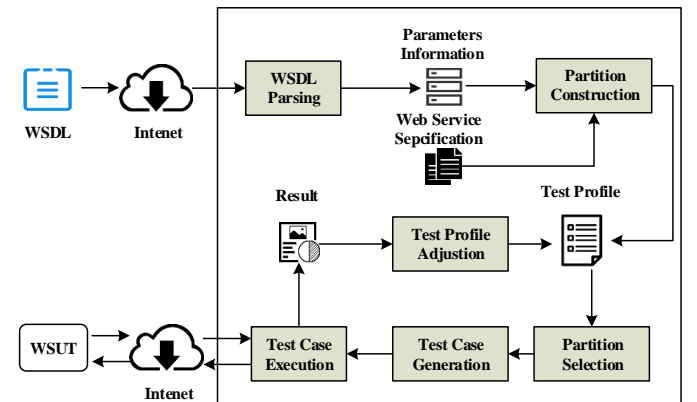 Parameters
Information
WSDL
Parsing
Partition
Construction
WSDL
Intenet
Web Service
Sepcification
Result
Test Profile
Test Profile
Adjustion
WSUT
Test Case
Execution
Test Case
Generation
Partition
Selection
Intenet